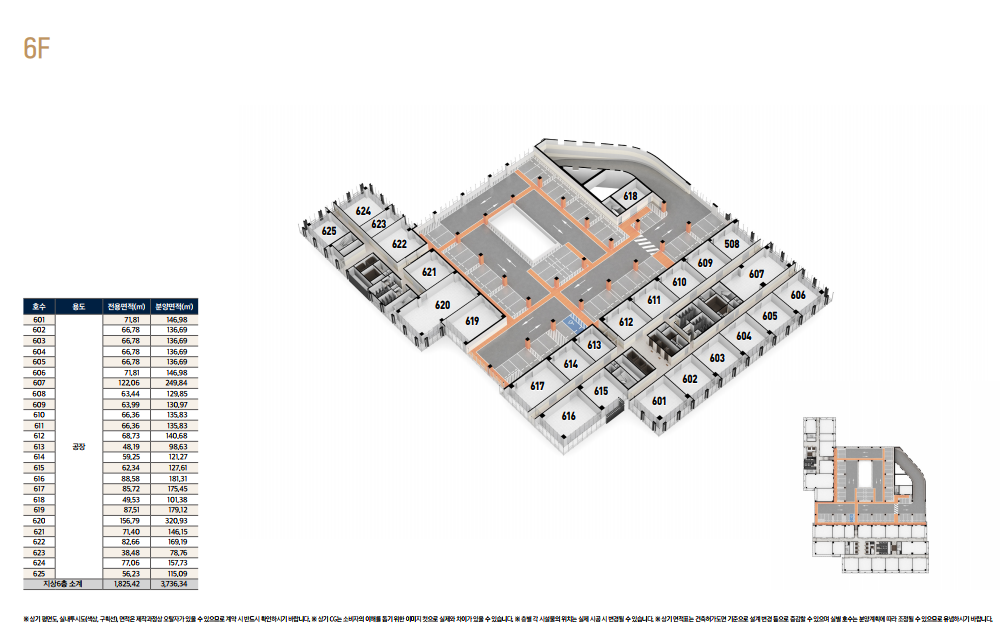 6F
624
623
625
622
621
620
619
618
508
609
607
610
606
611
605
612
604
613
603
614
602
617
615
601
616
호수 용도 전용면적(㎡) 분양면적(㎡)
601 71,81 146,98
602 66,78 136,69
603 66,78 136,69
604 66,78 136,69
605 66,78 136,69
606 71,81 146,98
607 122,06 249,84
608 63,44 129,85
609 63,99 130,97
610 66,36 135,83
611 66,36 135,83
612 68,73 140,68
613 공장 48,19 98,63
614 59,25 121,27
615 62,34 127,61
616 88,58 181,31
617 85,72 175,45
618 49,53 101,38
619 87,51 179,12
620 156,79 320,93
621 71,40 146,15
622 82,66 169,19
623 38,48 78,76
624 77,06 157,73
625 56,23 115,09
지상6층 소계 1,825,42 3,736,34
※ 상기 평면도, 실내투시도(색상, 구획선), 면적은 제작과정상 오탈자가 있을 수 있으므로 계약 시 반드시 확인하시기 바랍니다. ※ 상기 CG는 소비자의 이해를 돕기 위한 이미지 컷으로 실제와 차이가 있을 수 있습니다. ※ 층별 각 시설물의 위치는 실제 시공 시 변경될 수 있습니다. ※ 상기 면적표는 건축허가도면 기준으로 설계 변경 등으로 증감할 수 있으며 실별 호수는 분양계획에 따라 조정될 수 있으므로 유념하시기 바랍니다.